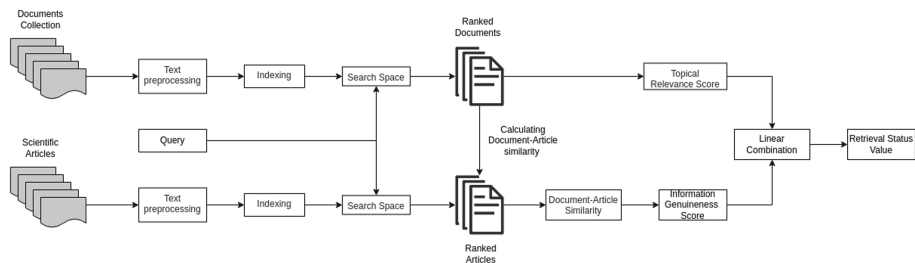 Documents
Collection
Text
preprocessing
Indexing
Search Space
Ranked
Documents
Topical
Relevance Score
Query
Calculating
Document-Article
similarity
Linear
Combination
Retrieval Status
Value
Scientific
Articles
Text
preprocessing
Indexing
Search Space
Ranked
Articles
Document-Article
Similarity
Information
Genuineness
Score